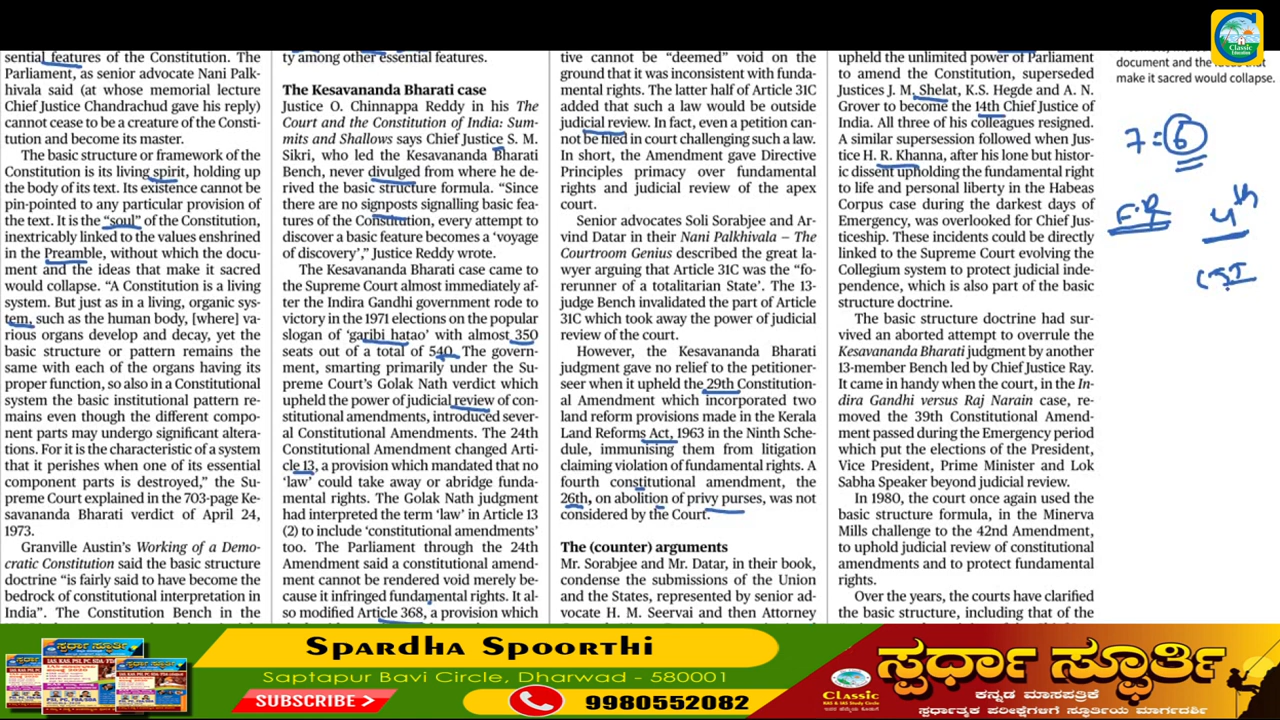 sential features of the Constitution. The
Parliament, as senior advocate Nani Palk-
hivala said (at whose memorial lecture
Chief Justice Chandrachud gave his reply)
cannot cease to be a creature of the Consti-
tution and become its master.
The basic structure or framework of the
Constitution is its living spirit, holding up
the body of its text. Its existence cannot be
pin-pointed to any particular provision of
the text. It is the “soul” of the Constitution,
inextricably linked to the values enshrined
in the Preamble, without which the docu-
ment and the ideas that make it sacred
would collapse. “A Constitution is a living
system. But just as in a living, organic sys-
tem, such as the human body, [where] va-
rious organs develop and decay, yet the
basic structure or pattern remains the
same with each of the organs having its
proper function, so also in a Constitutional
system the basic institutional pattern re-
mains even though the different compo-
nent parts may undergo significant altera-
tions. For it is the characteristic of a system
that it perishes when one of its essential
component parts is destroyed,” the Su-
preme Court explained in the 703-page Ke-
savananda Bharati verdict of April 24,
1973.
Granville Austin’s Working of a Demo-
cratic Constitution said the basic structure
doctrine “is fairly said to have become the
bedrock of constitutional interpretation in
India”. The Constitution Bench in the
ty among other essential features.
The Kesavananda Bharati case
Justice O. Chinnappa Reddy in his The
Court and the Constitution of India: Sum-
mits and Shallows says Chief Justice S. M.
Sikri, who led the Kesavananda Bharati
Bench, never divulged from where he de-
rived the basic structure formula. “Since
there are no signposts signalling basic fea-
tures of the Constitution, every attempt to
discover a basic feature becomes a ‘voyage
of discovery’,” Justice Reddy wrote.
The Kesavananda Bharati case came to
the Supreme Court almost immediately af-
ter the Indira Gandhi government rode to
victory in the 1971 elections on the popular
slogan of ‘garibi hatao’ with almost 350
seats out of a total of 540. The govern-
ment, smarting primarily under the Su-
preme Court’s Golak Nath verdict which
upheld the power of judicial review of con-
stitutional amendments, introduced sever-
al Constitutional Amendments. The 24th
Constitutional Amendment changed Arti-
cle 13, a provision which mandated that no
‘law’ could take away or abridge funda-
mental rights. The Golak Nath judgment
had interpreted the term ‘law’ in Article 13
(2) to include ‘constitutional amendments’
too. The Parliament through the 24th
Amendment said a constitutional amend-
ment cannot be rendered void merely be-
cause it infringed fundamental rights. It al-
so modified Article 368, a provision which
tive cannot be “deemed” void on the
ground that it was inconsistent with funda-
mental rights. The latter half of Article 31C
added that such a law would be outside
judicial review. In fact, even a petition can-
not be filed in court challenging such a law.
In short, the Amendment gave Directive
Principles primacy over fundamental
rights and judicial review of the apex
court.
Senior advocates Soli Sorabjee and Ar-
vind Datar in their Nani Palkhivala – The
Courtroom Genius described the great la-
wyer arguing that Article 31C was the “fo-
rerunner of a totalitarian State’. The 13-
judge Bench invalidated the part of Article
31C which took away the power of judicial
review of the court.
However, the Kesavananda Bharati
judgment gave no relief to the petitioner-
seer when it upheld the 29th Constitution-
al Amendment which incorporated two
land reform provisions made in the Kerala
Land Reforms Act, 1963 in the Ninth Sche-
dule, immunising them from litigation
claiming violation of fundamental rights. A
fourth constitutional amendment, the
26th, on abolition of privy purses, was not
considered by the Court.
The (counter) arguments
Mr. Sorabjee and Mr. Datar, in their book,
condense the submissions of the Union
and the States, represented by senior ad-
vocate H. M. Seervai and then Attorney
upheld the unlimited power of Parliament
to amend the Constitution, superseded
Justices J. M. Shelat, K.S. Hegde and A. N.
Grover to become the 14th Chief Justice of
India. All three of his colleagues resigned.
A similar supersession followed when Jus-
tice H. R. Khanna, after his lone but histor-
ic dissent upholding the fundamental right
to life and personal liberty in the Habeas
Corpus case during the darkest days of
Emergency, was overlooked for Chief Jus-
ticeship. These incidents could be directly
linked to the Supreme Court evolving the
Collegium system to protect judicial inde-
pendence, which is also part of the basic
structure doctrine.
The basic structure doctrine had sur-
vived an aborted attempt to overrule the
Kesavananda Bharati judgment by another
13-member Bench led by Chief Justice Ray.
It came in handy when the court, in the In-
dira Gandhi versus Raj Narain case, re-
moved the 39th Constitutional Amend-
ment passed during the Emergency period
which put the elections of the President,
Vice President, Prime Minister and Lok
Sabha Speaker beyond judicial review.
In 1980, the court once again used the
basic structure formula, in the Minerva
Mills challenge to the 42nd Amendment,
to uphold judicial review of constitutional
amendments and to protect fundamental
rights.
Over the years, the courts have clarified
the basic structure, including that of the
document and the
make it sacred would collapse.
7 = 6
F.R 4th
CJI
Classic
Education
Spardha Spoorthi
Saptapur Bavi Circle, Dharwad - 580001
SUBSCRIBE 9980552082
ಸ್ಪರ್ಧಾ ಸ್ಫೂರ್ತಿ
ಕನ್ನಡ ಮಾಸಪತ್ರಿಕೆ
ಸ್ಪರ್ಧಾತ್ಮಕ ಪರೀಕ್ಷೆಗಳಿಗೆ ಸ್ಫೂರ್ತಿಯ ಮಾರ್ಗದರ್ಶಿ
Classic
IAS & KAS Study Circle